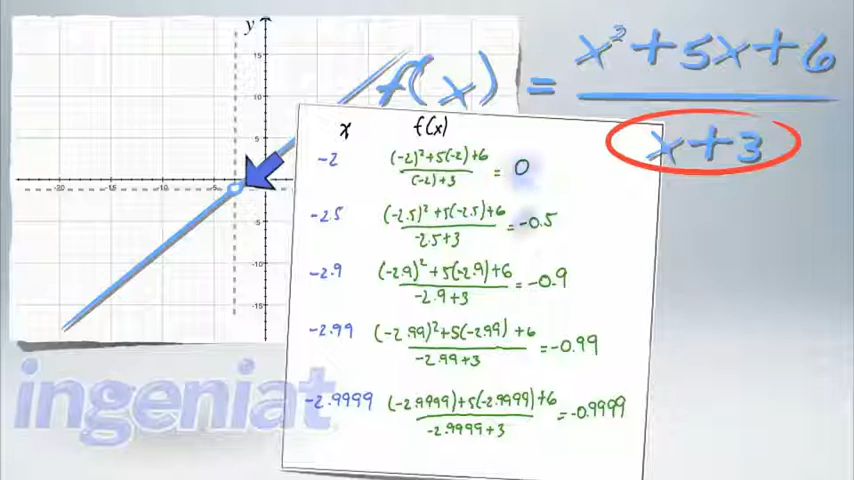 y
15
10
5
-20
-15
-5
-5
-10
-15
f(x) = x² + 5x + 6
x + 3
x f(x)
-2 (-2)² + 5(-2) + 6
(-2) + 3 = 0
-2.5 (-2.5)² + 5(-2.5) + 6
-2.5 + 3 = -0.5
-2.9 (-2.9)² + 5(-2.9) + 6
-2.9 + 3 = -0.9
-2.99 (-2.99)² + 5(-2.99) + 6
-2.99 + 3 = -0.99
-2.9999 (-2.9999) + 5(-2.9999) + 6
-2.9999 + 3 = -0.9999
ingeniat